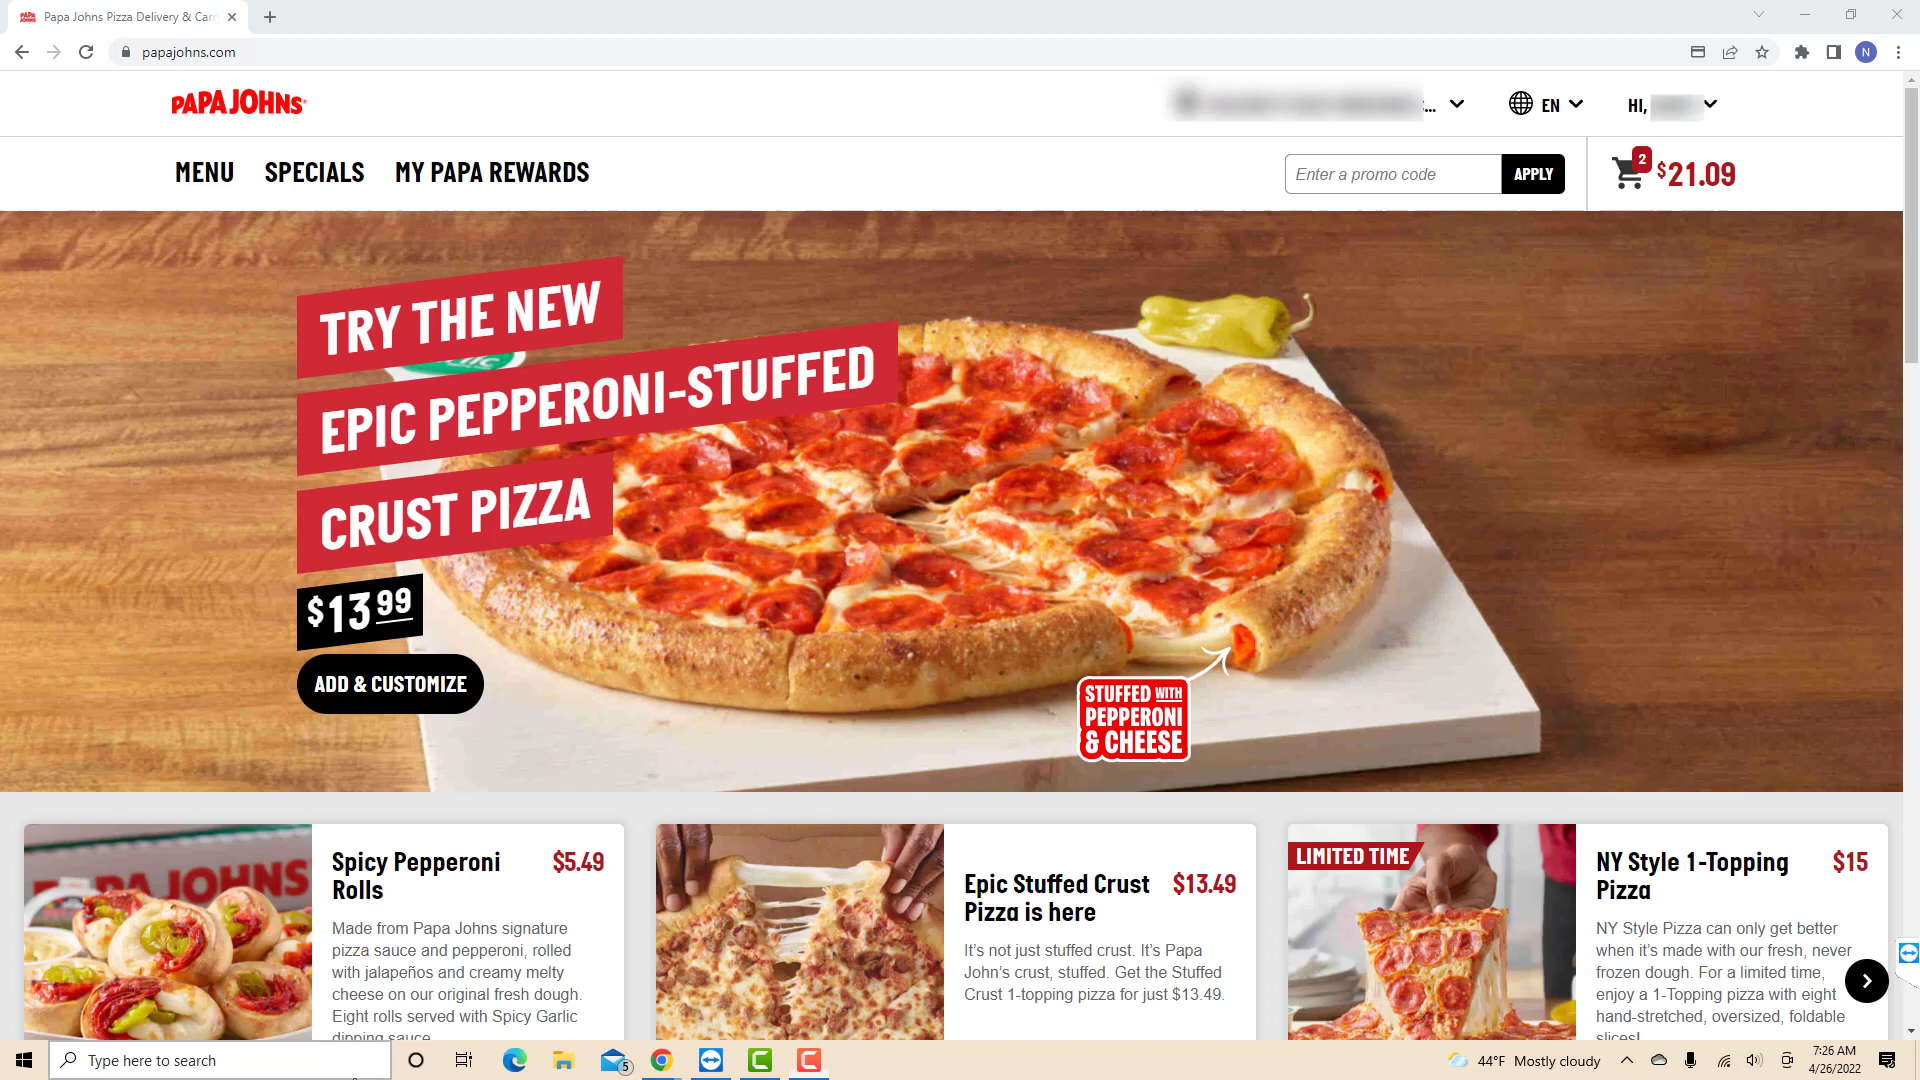 Papa Johns Pizza Delivery & Carr
papajohns.com
N
PAPA JOHNS
...
EN
HI,
MENU
SPECIALS
MY PAPA REWARDS
Enter a promo code
APPLY
2
$21.09
TRY THE NEW
EPIC PEPPERONI-STUFFED
CRUST PIZZA
$13 99
ADD & CUSTOMIZE
STUFFED WITH
PEPPERONI
& CHEESE
Spicy Pepperoni
Rolls
$5.49
Made from Papa Johns signature
pizza sauce and pepperoni, rolled
with jalapeños and creamy melty
cheese on our original fresh dough.
Eight rolls served with Spicy Garlic
dipping sauce.
Epic Stuffed Crust
Pizza is here
$13.49
It's not just stuffed crust. It's Papa
John's crust, stuffed. Get the Stuffed
Crust 1-topping pizza for just $13.49.
LIMITED TIME
NY Style 1-Topping
Pizza
$15
NY Style Pizza can only get better
when it's made with our fresh, never
frozen dough. For a limited time,
enjoy a 1-Topping pizza with eight
hand-stretched, oversized, foldable
slices!
Type here to search
5
44°F Mostly cloudy
7:26 AM
4/26/2022